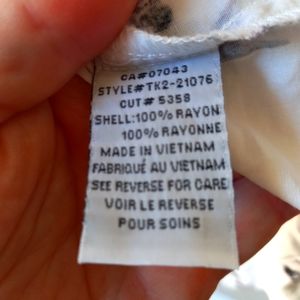 CA#07043
STYLE#TK2-21076
CUT# 5358
SHELL:100% RAYON
100% RAYONNE
MADE IN VIETNAM
FABRIQUÉ AU VIETNAM
SEE REVERSE FOR CARE
VOIR LE REVERSE
POUR SOINS